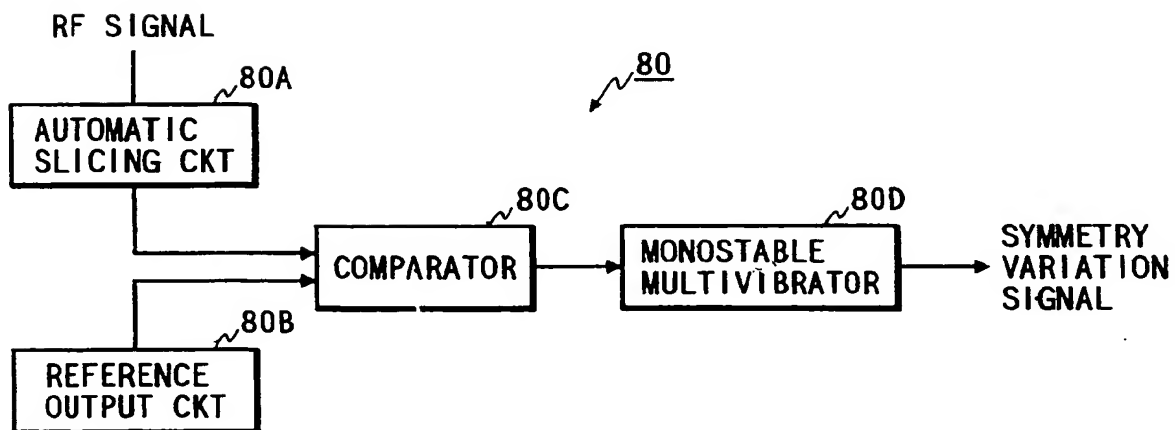 RF SIGNAL
80A
80
AUTOMATIC
SLICING CKT
80C
80D
COMPARATOR
MONOSTABLE
MULTIVIBRATOR
SYMMETRY
VARIATION
SIGNAL
80B
REFERENCE
OUTPUT CKT